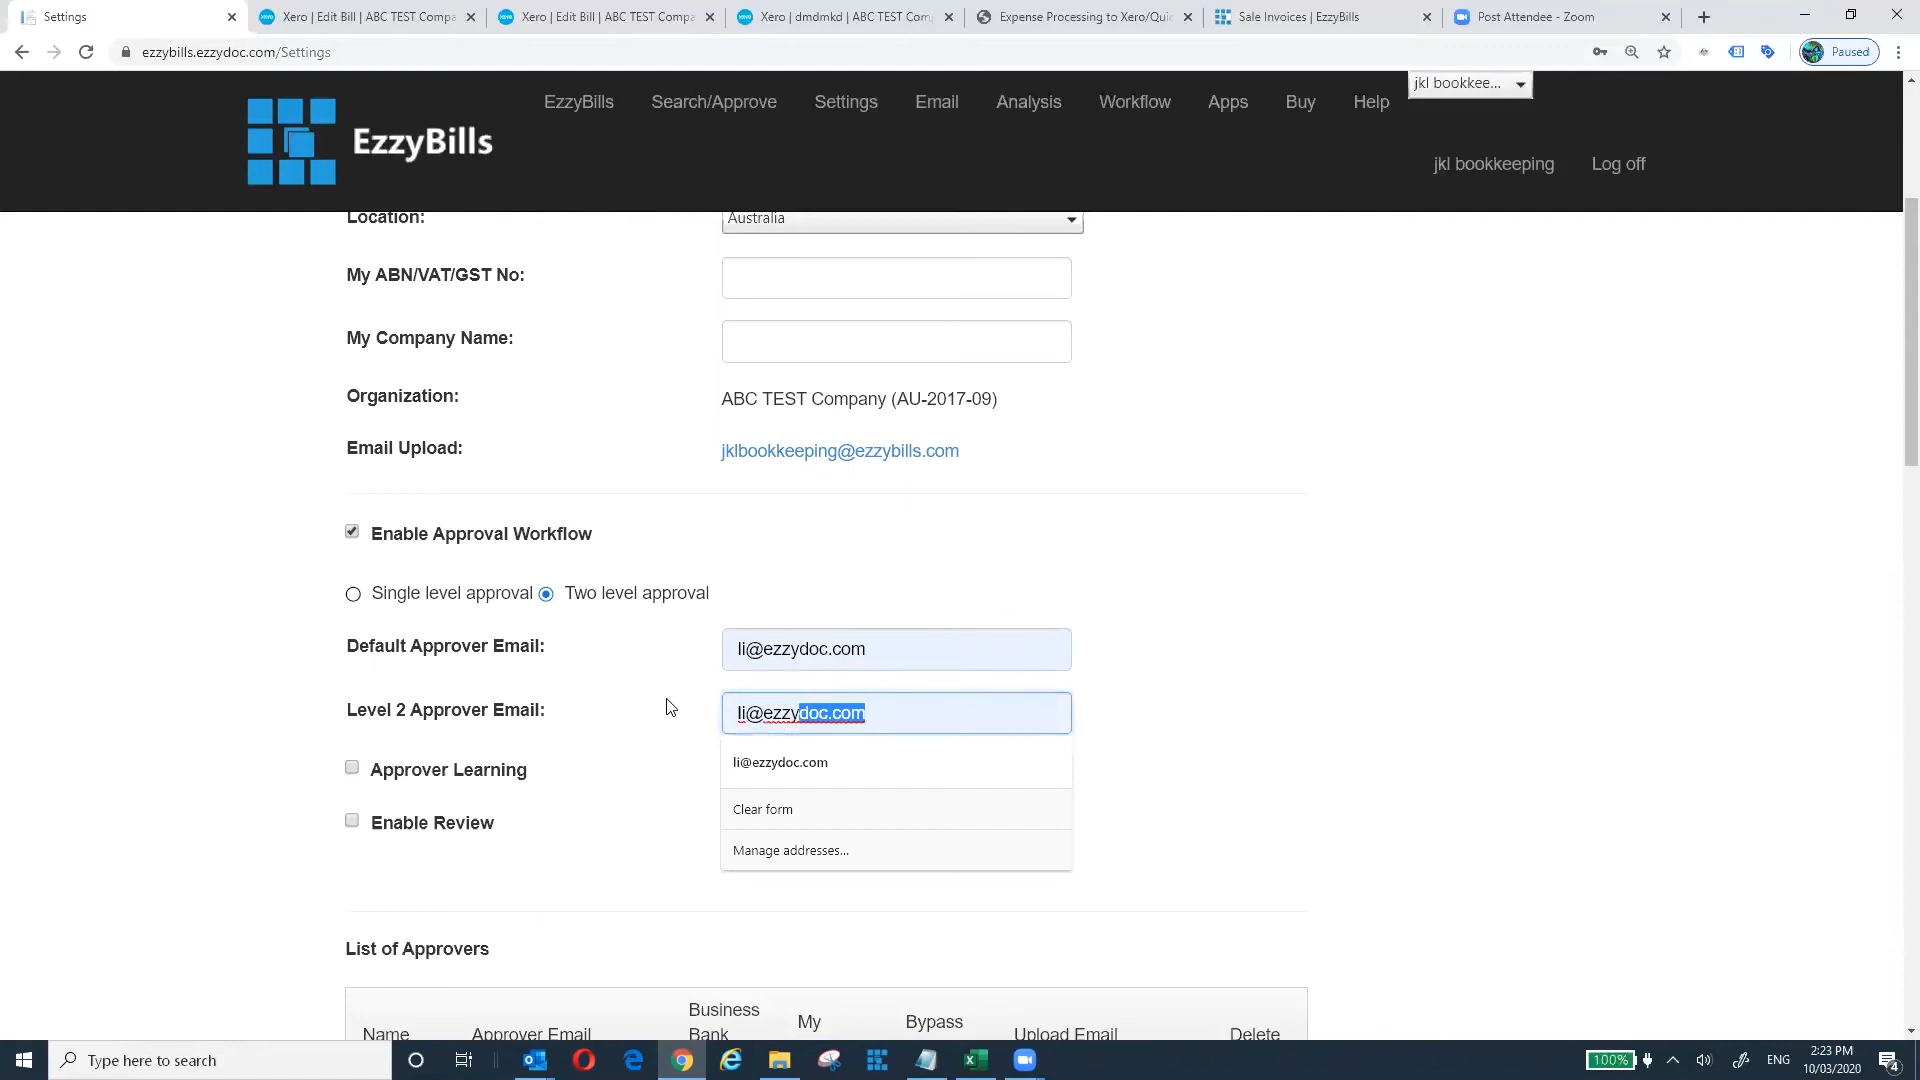 Settings
Xero | Edit Bill | ABC TEST Compa
Xero | Edit Bill | ABC TEST Compa
Xero | dmdmkd | ABC TEST Com
Expense Processing to Xero/Quic
Sale Invoices | EzzyBills
Post Attendee - Zoom
ezzybills.ezzydoc.com/Settings
Paused
EzzyBills
EzzyBills
Search/Approve
Settings
Email
Analysis
Workflow
Apps
Buy
Help
jkl bookkee...
jkl bookkeeping
Log off
Location:
Australia
My ABN/VAT/GST No:
My Company Name:
Organization:
ABC TEST Company (AU-2017-09)
Email Upload:
jklbookkeeping@ezzybills.com
Enable Approval Workflow
Single level approval
Two level approval
Default Approver Email:
li@ezzydoc.com
Level 2 Approver Email:
li@ezzydoc.com
li@ezzydoc.com
Clear form
Manage addresses...
Approver Learning
Enable Review
List of Approvers
Name
Approver Email
Business
Bank
My
Bypass
Upload Email
Delete
Type here to search
100%
ENG
2:23 PM
10/03/2020
4